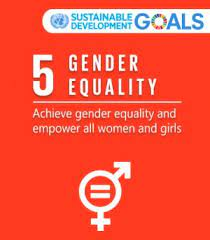 SUSTAINABLE
DEVELOPMENT GOALS
5 GENDER
EQUALITY
Achieve gender equality and
empower all women and girls